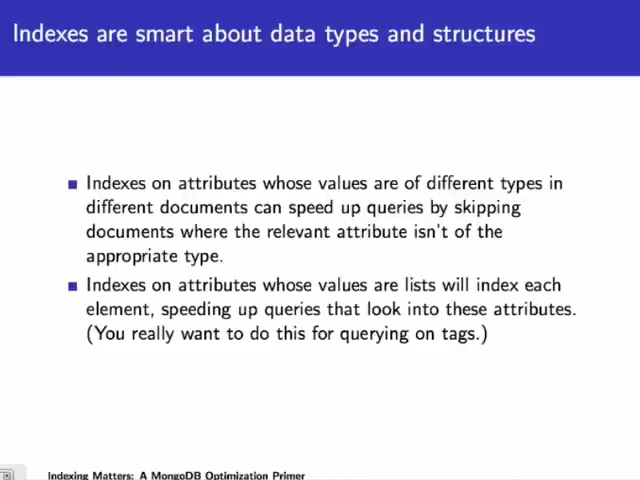 Indexes are smart about data types and structures
Indexes on attributes whose values are of different types in
different documents can speed up queries by skipping
documents where the relevant attribute isn't of the
appropriate type.
Indexes on attributes whose values are lists will index each
element, speeding up queries that look into these attributes.
(You really want to do this for querying on tags.)
Indexing Matters: A MongoDB Optimization Primer